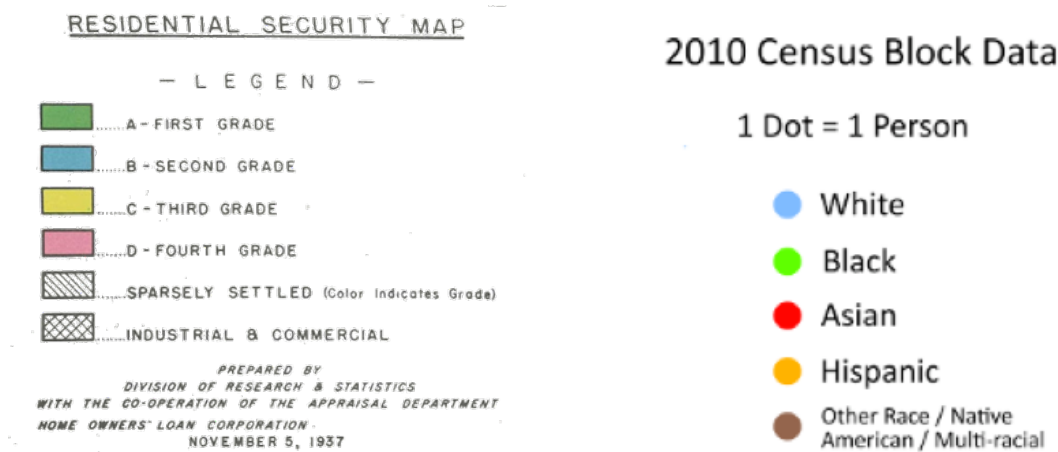 RESIDENTIAL SECURITY MAP
— LEGEND —
A - FIRST GRADE
B - SECOND GRADE
C - THIRD GRADE
D - FOURTH GRADE
SPARSELY SETTLED (Color Indicates Grade)
INDUSTRIAL & COMMERCIAL
PREPARED BY
DIVISION OF RESEARCH & STATISTICS
WITH THE CO-OPERATION OF THE APPRAISAL DEPARTMENT
HOME OWNERS' LOAN CORPORATION
NOVEMBER 5, 1937
2010 Census Block Data
1 Dot = 1 Person
White
Black
Asian
Hispanic
Other Race / Native
American / Multi-racial